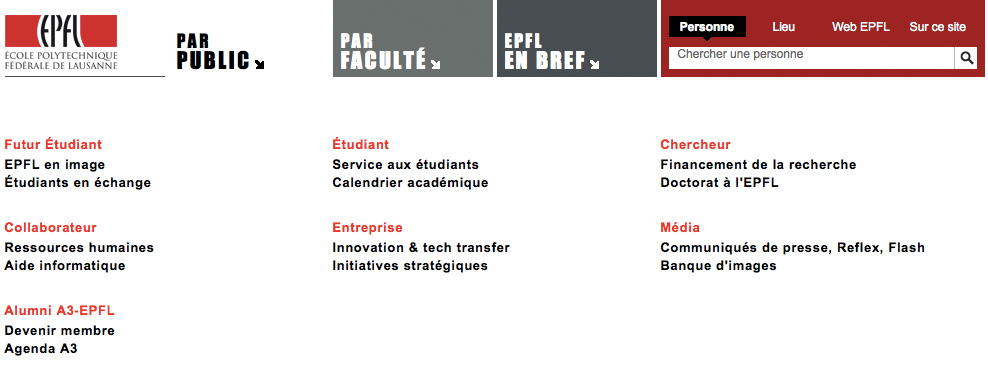 EPFL
ÉCOLE POLYTECHNIQUE
FÉDÉRALE DE LAUSANNE
PAR
PUBLIC
PAR
FACULTÉ
EPFL
EN BREF
Personne Lieu Web EPFL Sur ce site
Chercher une personne
Futur Étudiant
EPFL en image
Étudiants en échange
Étudiant
Service aux étudiants
Calendrier académique
Chercheur
Financement de la recherche
Doctorat à l'EPFL
Collaborateur
Ressources humaines
Aide informatique
Entreprise
Innovation & tech transfer
Initiatives stratégiques
Média
Communiqués de presse, Reflex, Flash
Banque d'images
Alumni A3-EPFL
Devenir membre
Agenda A3